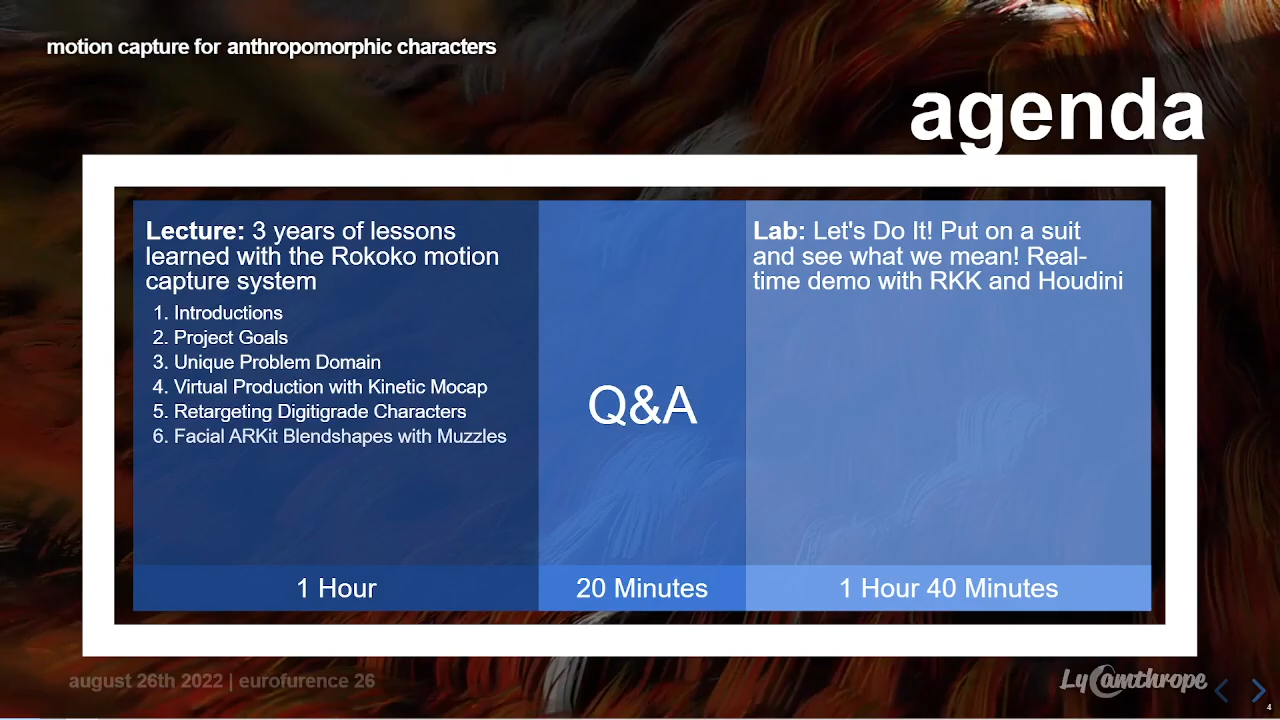 motion capture for anthropomorphic characters
agenda
Lecture: 3 years of lessons
learned with the Rokoko motion
capture system
1. Introductions
2. Project Goals
3. Unique Problem Domain
4. Virtual Production with Kinetic Mocap
5. Retargeting Digitigrade Characters
6. Facial ARKit Blendshapes with Muzzles
1 Hour
Q&A
20 Minutes
Lab: Let's Do It! Put on a suit
and see what we mean! Real-
time demo with RKK and Houdini
1 Hour 40 Minutes
august 26th 2022 | eurofurence 26
LyCamthrope
4